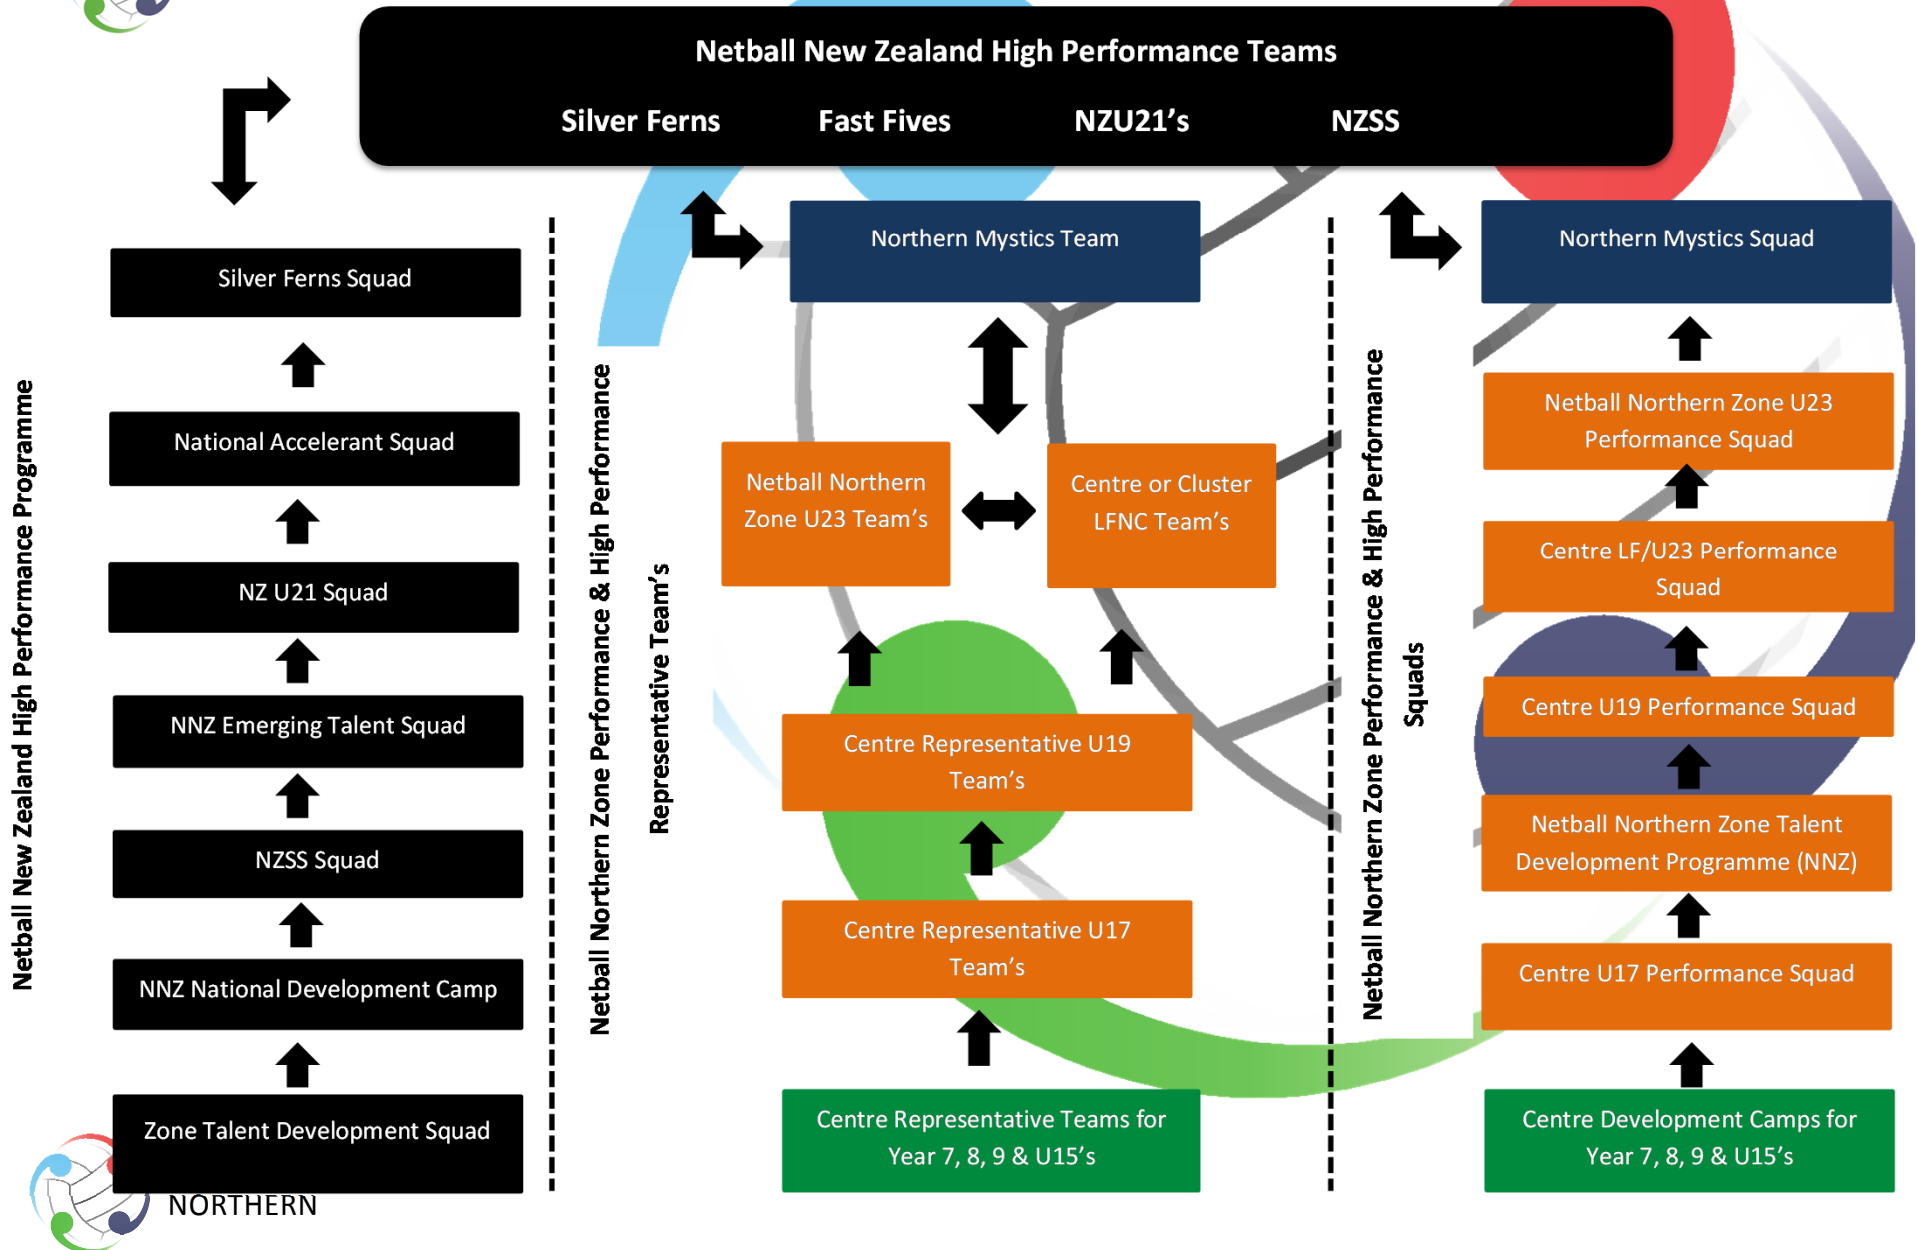 Netball New Zealand High Performance Teams
Silver Ferns Fast Fives NZU21’s NZSS
Netball New Zealand High Performance Programme
Silver Ferns Squad
National Accelerant Squad
NZ U21 Squad
NNZ Emerging Talent Squad
NZSS Squad
NNZ National Development Camp
Zone Talent Development Squad
NORTHERN
Netball Northern Zone Performance & High Performance
Representative Team’s
Northern Mystics Team
Netball Northern
Zone U23 Team’s
Centre or Cluster
LFNC Team’s
Centre Representative U19
Team’s
Centre Representative U17
Team’s
Centre Representative Teams for
Year 7, 8, 9 & U15’s
Netball Northern Zone Performance & High Performance
Squads
Northern Mystics Squad
Netball Northern Zone U23
Performance Squad
Centre LF/U23 Performance
Squad
Centre U19 Performance Squad
Netball Northern Zone Talent
Development Programme (NNZ)
Centre U17 Performance Squad
Centre Development Camps for
Year 7, 8, 9 & U15’s